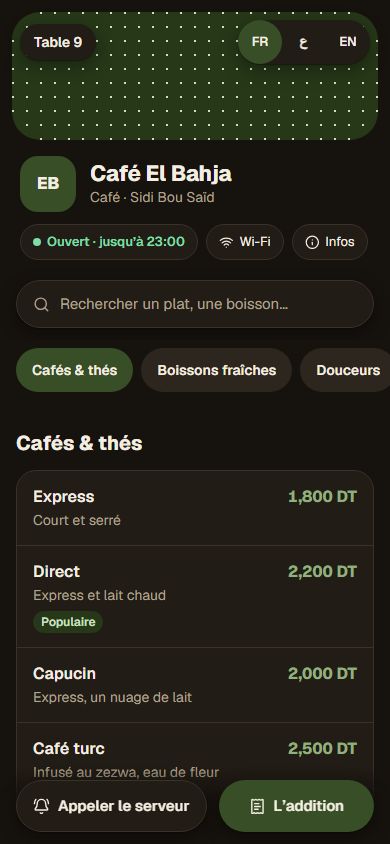 Table 9
FR ع EN
EB
Café El Bahja
Café · Sidi Bou Saïd
Ouvert · jusqu'à 23:00
Wi-Fi
Infos
Rechercher un plat, une boisson...
Cafés & thés
Boissons fraîches
Douceurs
Cafés & thés
Express 1,800 DT
Court et serré
Direct 2,200 DT
Express et lait chaud
Populaire
Capucin 2,000 DT
Express, un nuage de lait
Café turc 2,500 DT
Infusé au zezwa, eau de fleur
Appeler le serveur
L'addition